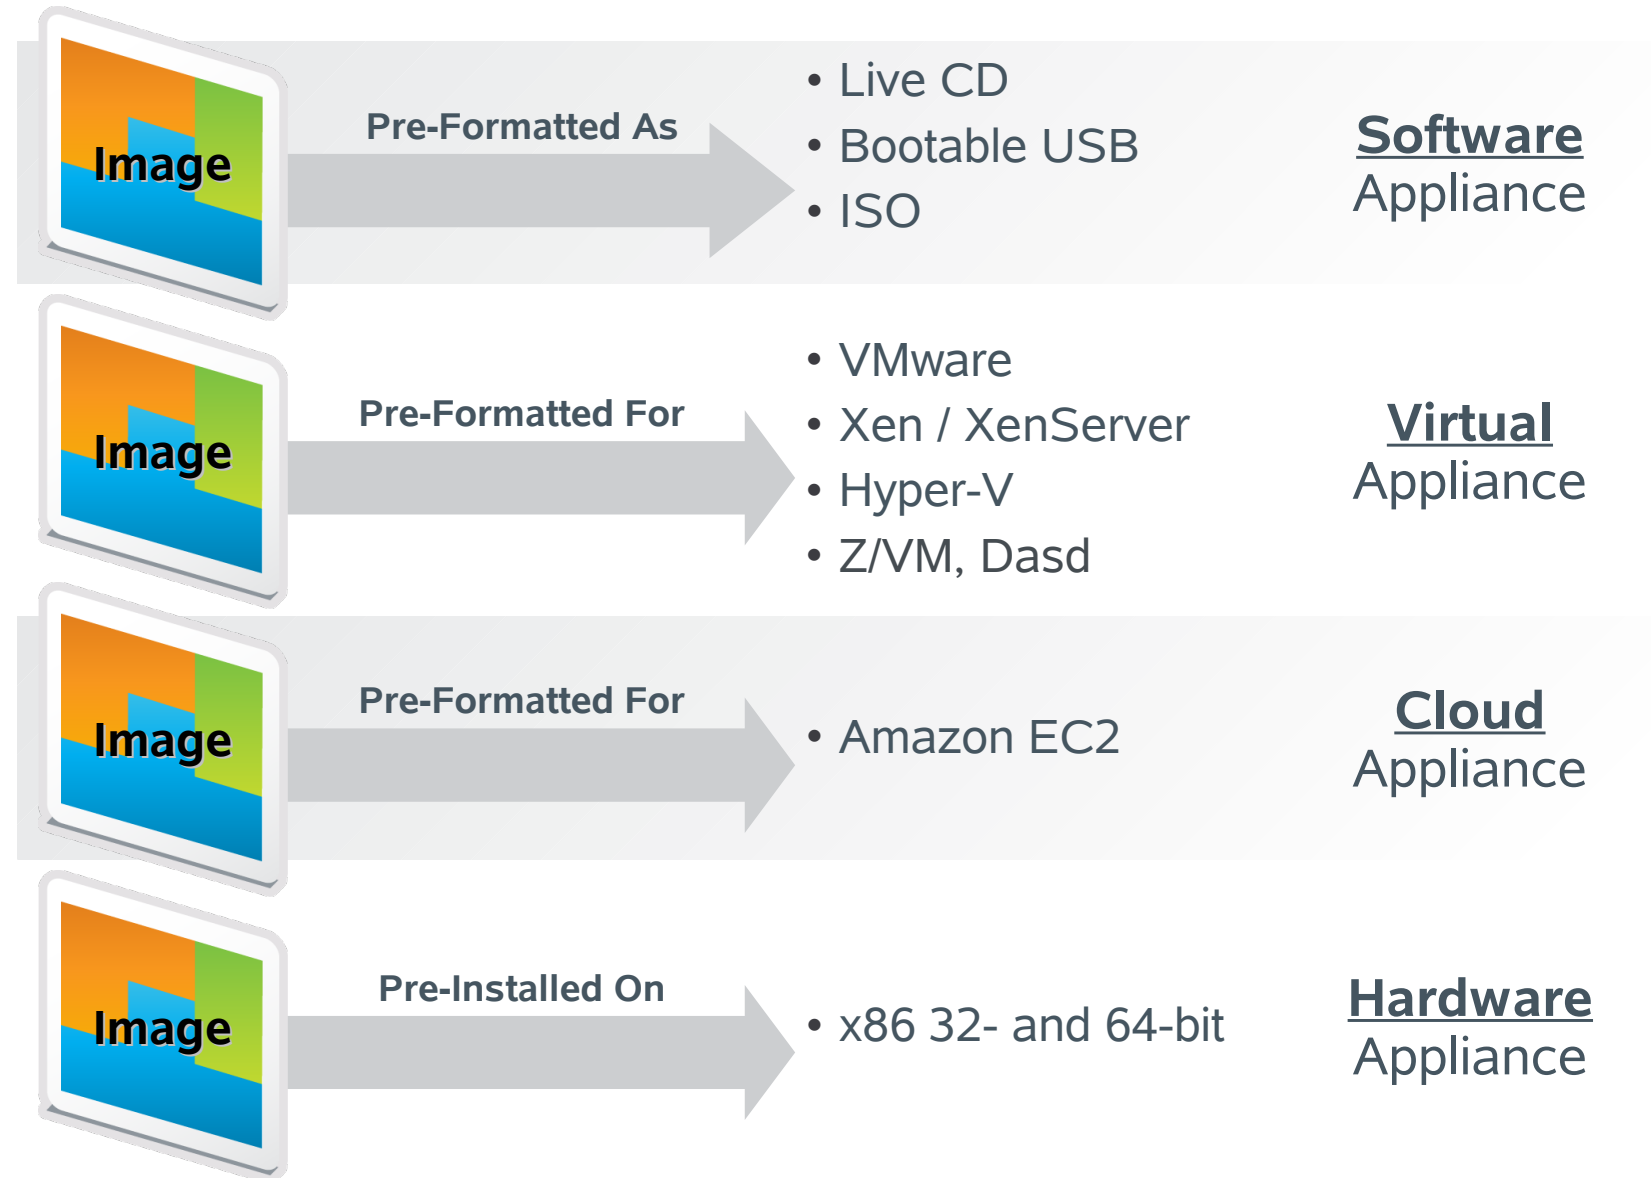 Image
Pre-Formatted As
• Live CD
• Bootable USB
• ISO
Software
Appliance
Image
Pre-Formatted For
• VMware
• Xen / XenServer
• Hyper-V
• Z/VM, Dasd
Virtual
Appliance
Image
Pre-Formatted For
• Amazon EC2
Cloud
Appliance
Image
Pre-Installed On
• x86 32- and 64-bit
Hardware
Appliance